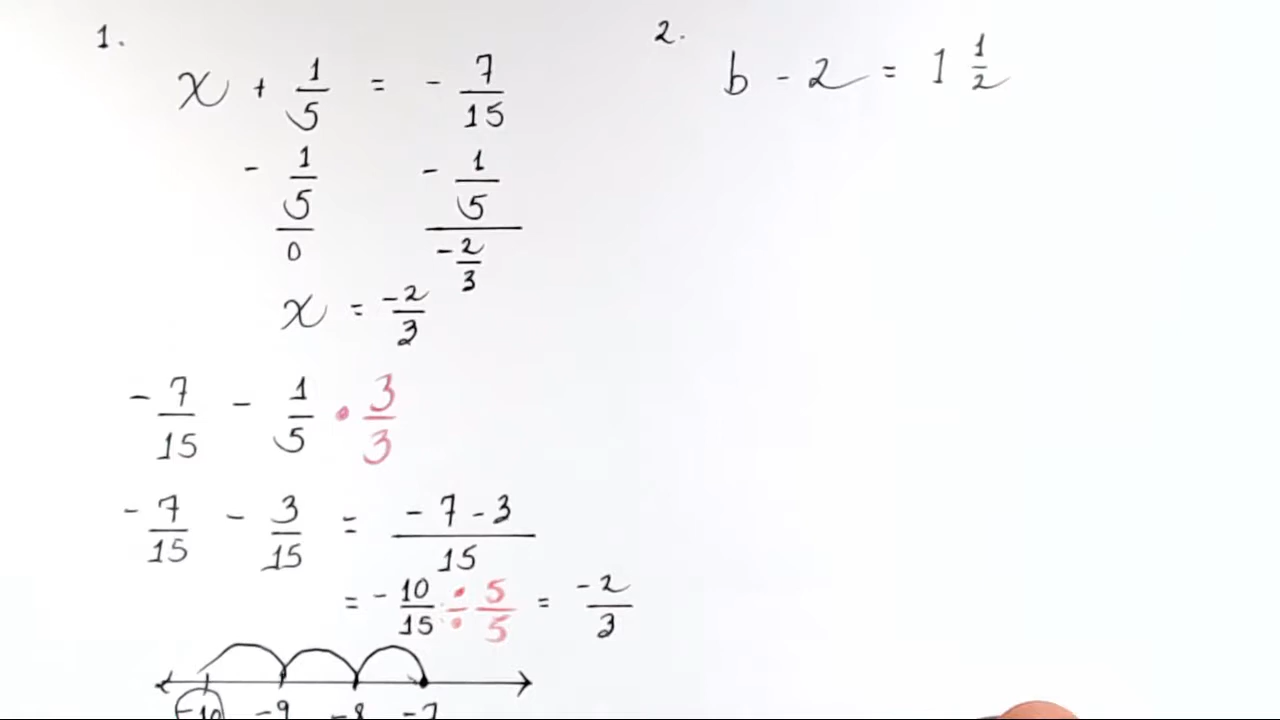 1.
x + 1/5 = - 7/15
- 1/5 - 1/5
0 - 2/3
x = -2/3
- 7/15 - 1/5 · 3/3
- 7/15 - 3/15 = - 7 - 3/15
= - 10/15 ÷ 5/5 = -2/3
-10 -9 -8 -7
2.
b - 2 = 1 1/2